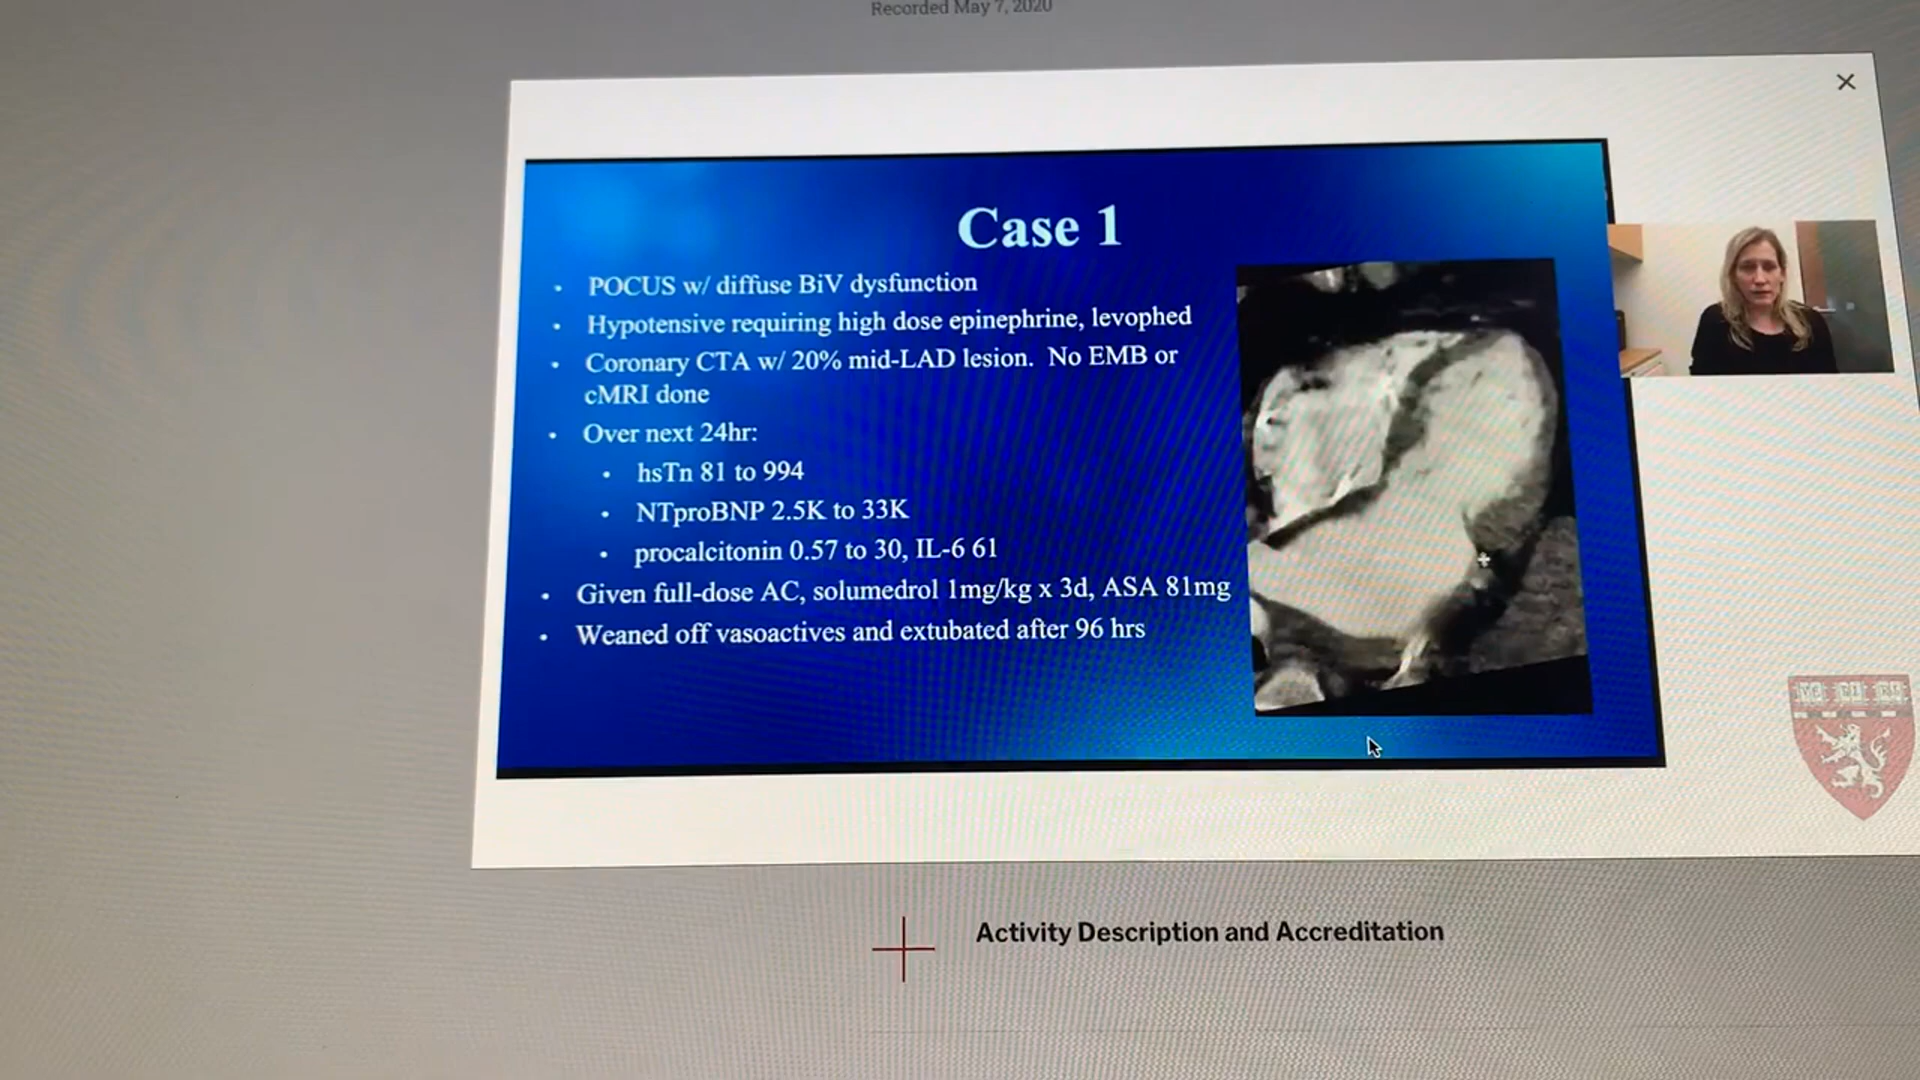 Recorded May 7, 2020
Case 1
• POCUS w/ diffuse BiV dysfunction
• Hypotensive requiring high dose epinephrine, levophed
• Coronary CTA w/ 20% mid-LAD lesion. No EMB or
cMRI done
• Over next 24hr:
• hsTn 81 to 994
• NTproBNP 2.5K to 33K
• procalcitonin 0.57 to 30, IL-6 61
• Given full-dose AC, solumedrol 1mg/kg x 3d, ASA 81mg
• Weaned off vasoactives and extubated after 96 hrs
VE RI TAS
Activity Description and Accreditation